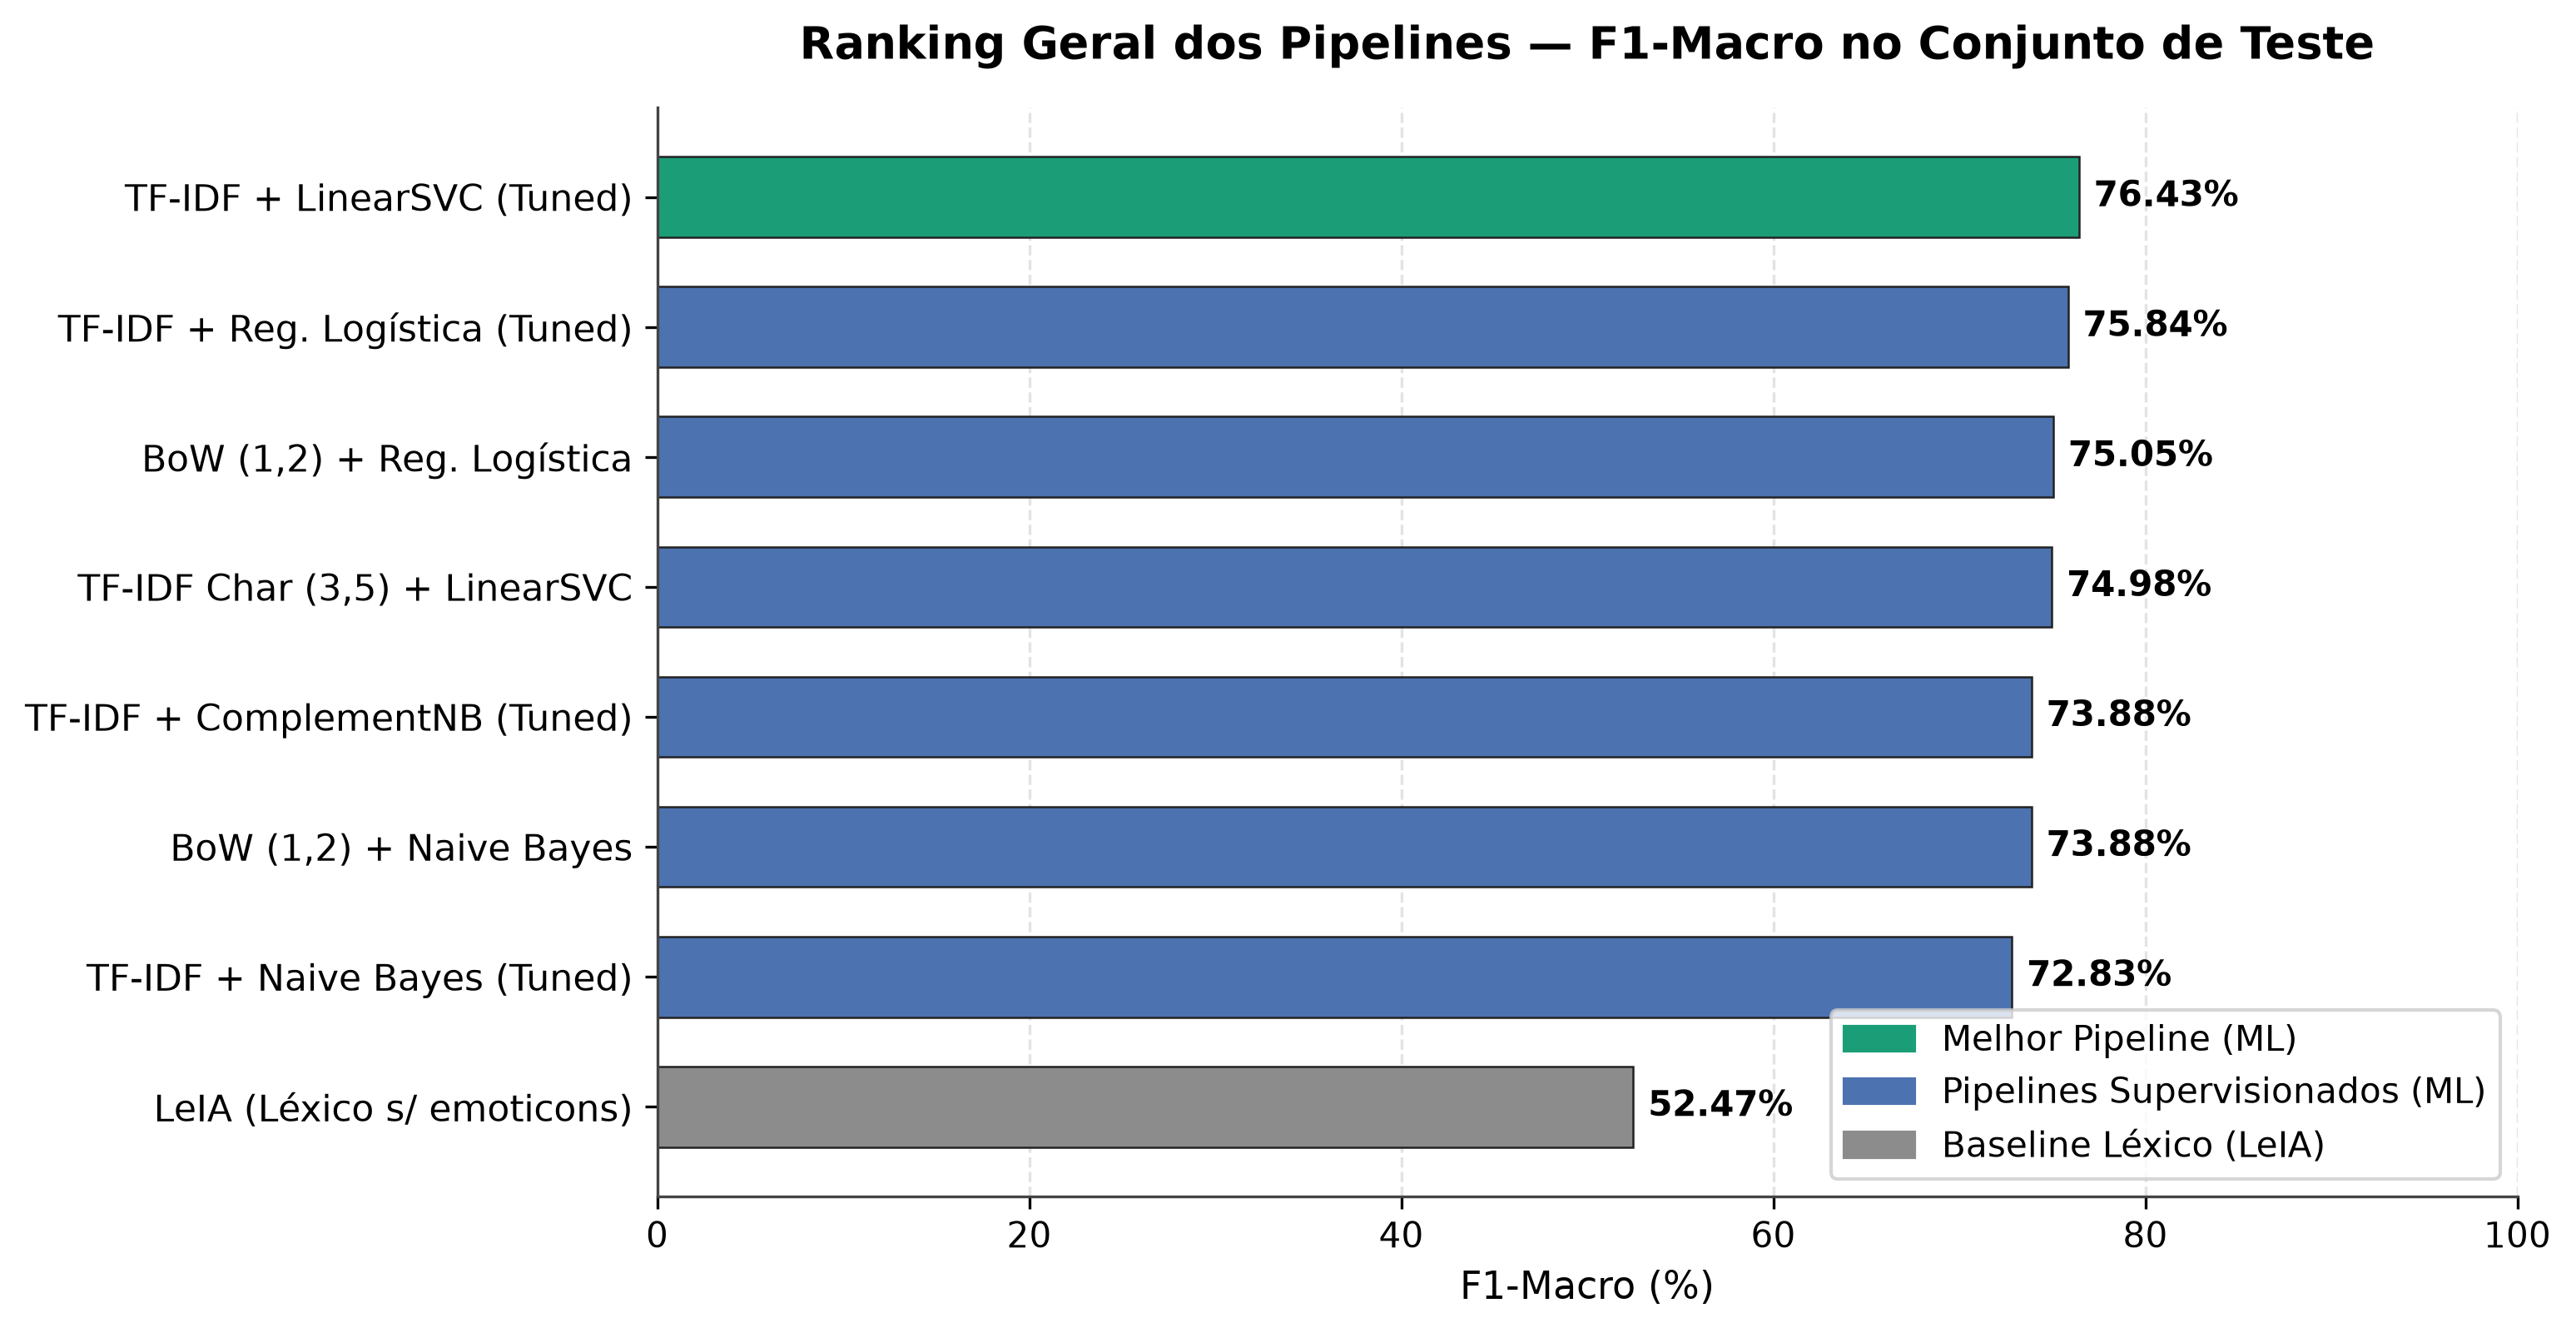 Ranking Geral dos Pipelines — F1-Macro no Conjunto de Teste
TF-IDF + LinearSVC (Tuned) 76.43%
TF-IDF + Reg. Logística (Tuned) 75.84%
BoW (1,2) + Reg. Logística 75.05%
TF-IDF Char (3,5) + LinearSVC 74.98%
TF-IDF + ComplementNB (Tuned) 73.88%
BoW (1,2) + Naive Bayes 73.88%
TF-IDF + Naive Bayes (Tuned) 72.83%
LeIA (Léxico s/ emoticons) 52.47%
Melhor Pipeline (ML)
Pipelines Supervisionados (ML)
Baseline Léxico (LeIA)
0 20 40 60 80 100
F1-Macro (%)